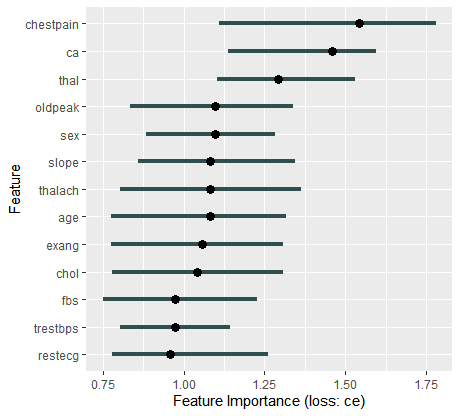 chestpain
ca
thal
oldpeak
sex
slope
thalach
age
exang
chol
fbs
trestbps
restecg
Feature
0.75 1.00 1.25 1.50 1.75
Feature Importance (loss: ce)